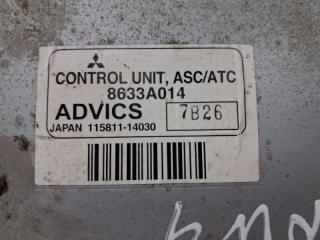 CONTROL UNIT, ASC/ATC
8633A014
ADVICS 7B26
JAPAN 115811-14030